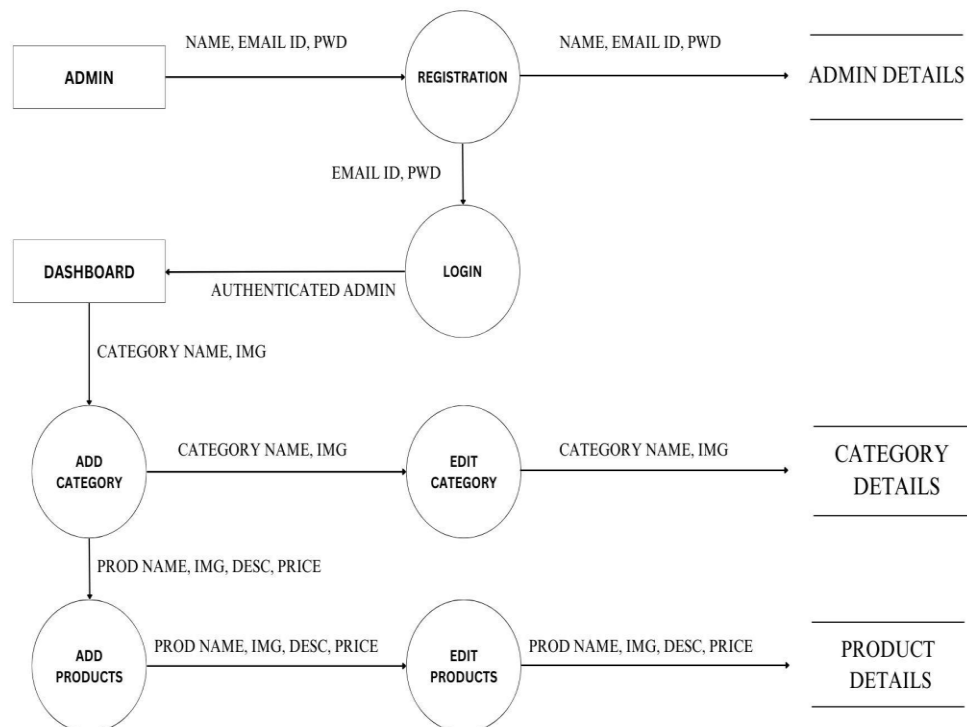 NAME, EMAIL ID, PWD
NAME, EMAIL ID, PWD
ADMIN
REGISTRATION
ADMIN DETAILS
EMAIL ID, PWD
DASHBOARD
LOGIN
AUTHENTICATED ADMIN
CATEGORY NAME, IMG
ADD
CATEGORY
CATEGORY NAME, IMG
EDIT
CATEGORY
CATEGORY NAME, IMG
CATEGORY
DETAILS
PROD NAME, IMG, DESC, PRICE
ADD
PRODUCTS
PROD NAME, IMG, DESC, PRICE
EDIT
PRODUCTS
PROD NAME, IMG, DESC, PRICE
PRODUCT
DETAILS